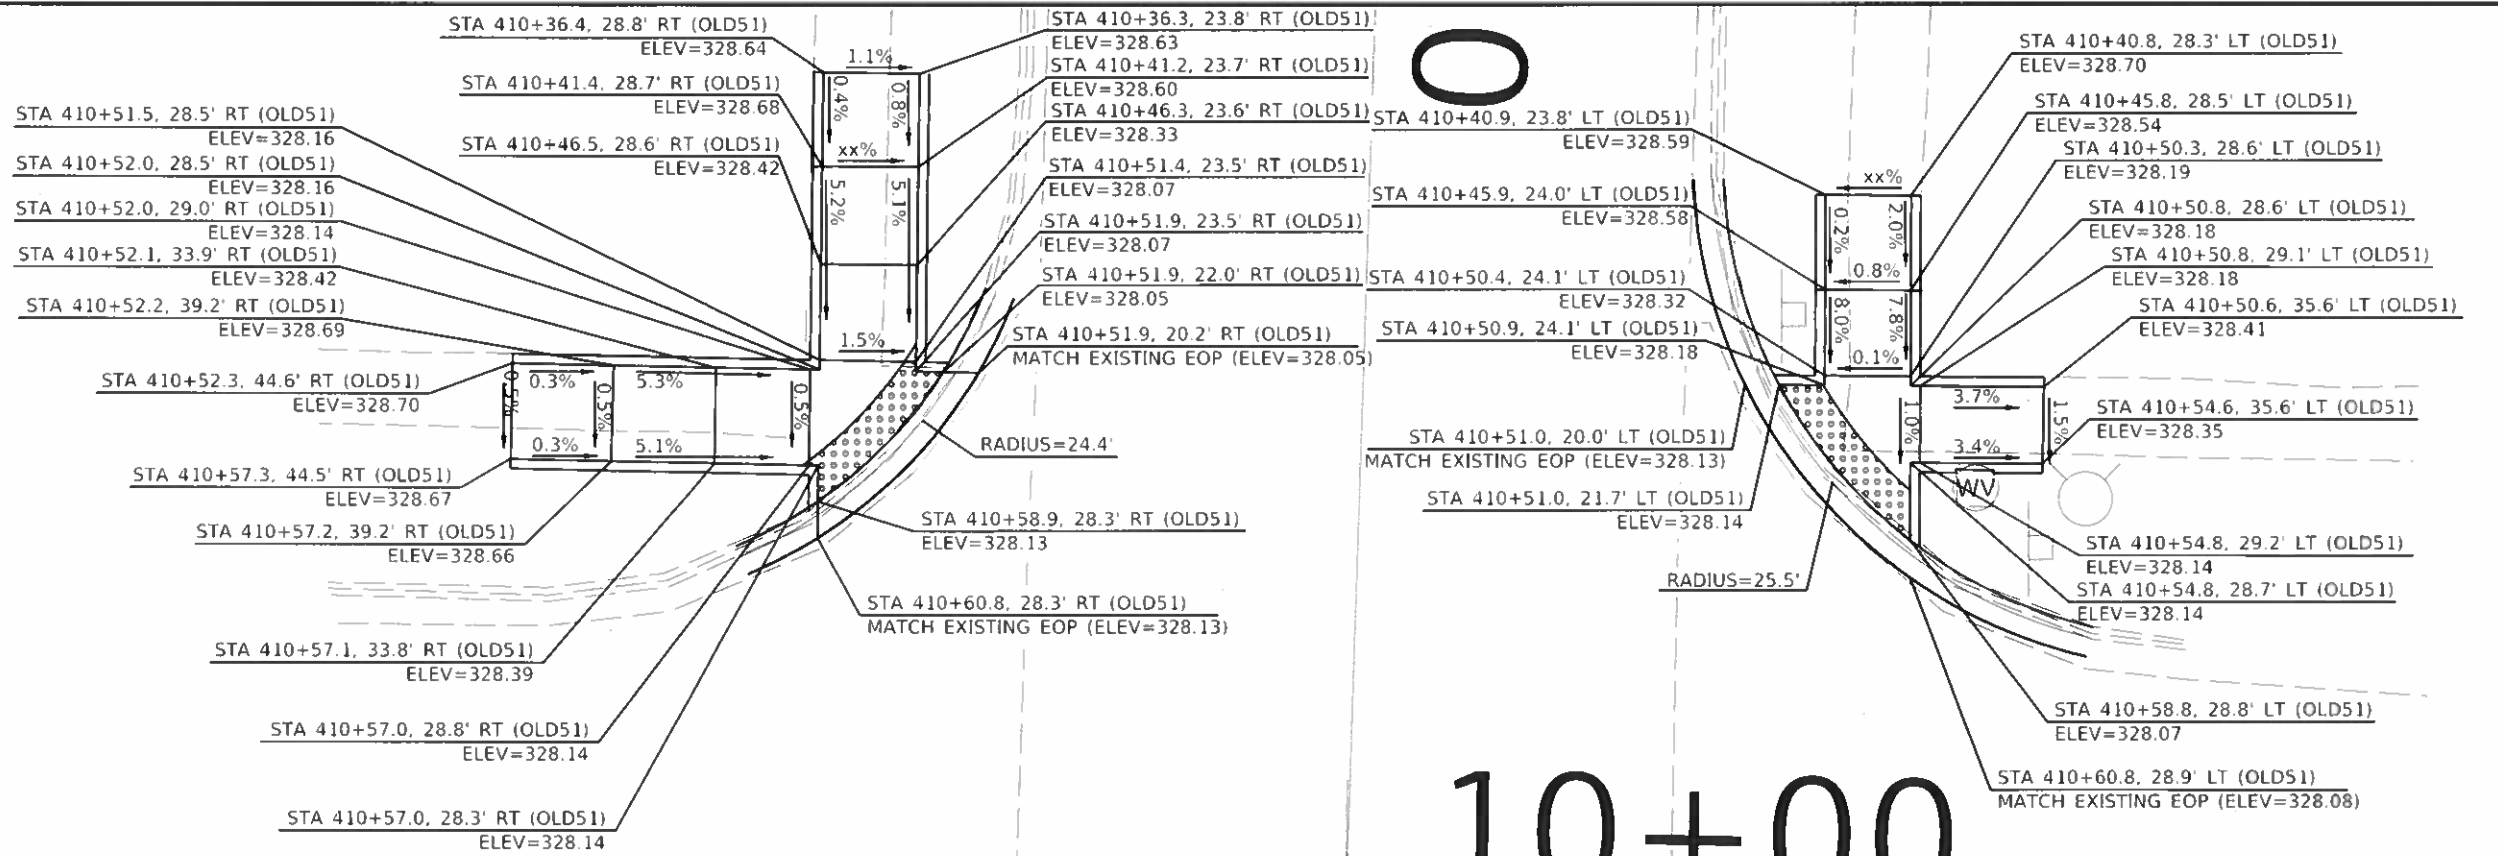 STA 410+36.4, 28.8' RT (OLD51)
ELEV=328.64
STA 410+41.4, 28.7' RT (OLD51)
ELEV=328.68
STA 410+46.5, 28.6' RT (OLD51)
ELEV=328.42
STA 410+51.5, 28.5' RT (OLD51)
ELEV=328.16
STA 410+52.0, 28.5' RT (OLD51)
ELEV=328.16
STA 410+52.0, 29.0' RT (OLD51)
ELEV=328.14
STA 410+52.1, 33.9' RT (OLD51)
ELEV=328.42
STA 410+52.2, 39.2' RT (OLD51)
ELEV=328.69
STA 410+52.3, 44.6' RT (OLD51)
ELEV=328.70
STA 410+57.3, 44.5' RT (OLD51)
ELEV=328.67
STA 410+57.2, 39.2' RT (OLD51)
ELEV=328.66
STA 410+57.1, 33.8' RT (OLD51)
ELEV=328.39
STA 410+57.0, 28.8' RT (OLD51)
ELEV=328.14
STA 410+57.0, 28.3' RT (OLD51)
ELEV=328.14
1.1%
0.4%
0.8%
xx%
5.2%
5.1%
1.5%
0.3%
5.3%
0.5%
0.5%
0.3%
5.1%
STA 410+36.3, 23.8' RT (OLD51)
ELEV=328.63
STA 410+41.2, 23.7' RT (OLD51)
ELEV=328.60
STA 410+46.3, 23.6' RT (OLD51)
ELEV=328.33
STA 410+51.4, 23.5' RT (OLD51)
ELEV=328.07
STA 410+51.9, 23.5' RT (OLD51)
ELEV=328.07
STA 410+51.9, 22.0' RT (OLD51)
ELEV=328.05
STA 410+51.9, 20.2' RT (OLD51)
MATCH EXISTING EOP (ELEV=328.05)
RADIUS=24.4'
STA 410+58.9, 28.3' RT (OLD51)
ELEV=328.13
STA 410+60.8, 28.3' RT (OLD51)
MATCH EXISTING EOP (ELEV=328.13)
0
STA 410+40.9, 23.8' LT (OLD51)
ELEV=328.59
STA 410+45.9, 24.0' LT (OLD51)
ELEV=328.58
STA 410+50.4, 24.1' LT (OLD51)
ELEV=328.32
STA 410+50.9, 24.1' LT (OLD51)
ELEV=328.18
STA 410+51.0, 20.0' LT (OLD51)
MATCH EXISTING EOP (ELEV=328.13)
STA 410+51.0, 21.7' LT (OLD51)
ELEV=328.14
RADIUS=25.5'
xx%
0.2%
2.0%
0.8%
8.0%
7.8%
0.1%
1.0%
3.7%
3.4%
1.5%
WV
STA 410+40.8, 28.3' LT (OLD51)
ELEV=328.70
STA 410+45.8, 28.5' LT (OLD51)
ELEV=328.54
STA 410+50.3, 28.6' LT (OLD51)
ELEV=328.19
STA 410+50.8, 28.6' LT (OLD51)
ELEV=328.18
STA 410+50.8, 29.1' LT (OLD51)
ELEV=328.18
STA 410+50.6, 35.6' LT (OLD51)
ELEV=328.41
STA 410+54.6, 35.6' LT (OLD51)
ELEV=328.35
STA 410+54.8, 29.2' LT (OLD51)
ELEV=328.14
STA 410+54.8, 28.7' LT (OLD51)
ELEV=328.14
STA 410+58.8, 28.8' LT (OLD51)
ELEV=328.07
STA 410+60.8, 28.9' LT (OLD51)
MATCH EXISTING EOP (ELEV=328.08)
10+00